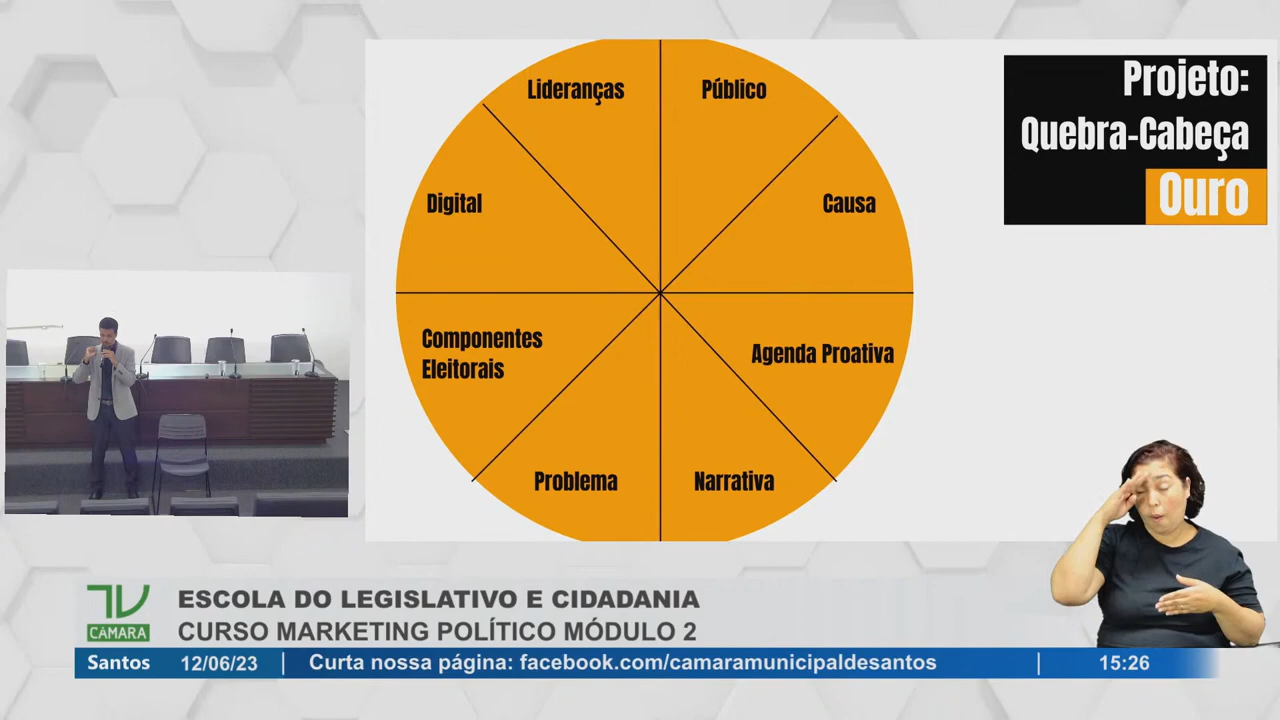 Lideranças
Público
Projeto:
Quebra-Cabeça
Ouro
Digital
Causa
Componentes
Eleitorais
Agenda Proativa
Problema
Narrativa
TV
CÂMARA
ESCOLA DO LEGISLATIVO E CIDADANIA
CURSO MARKETING POLÍTICO MÓDULO 2
Santos 12/06/23 | Curta nossa página: facebook.com/camaramunicipaldesantos | 15:26